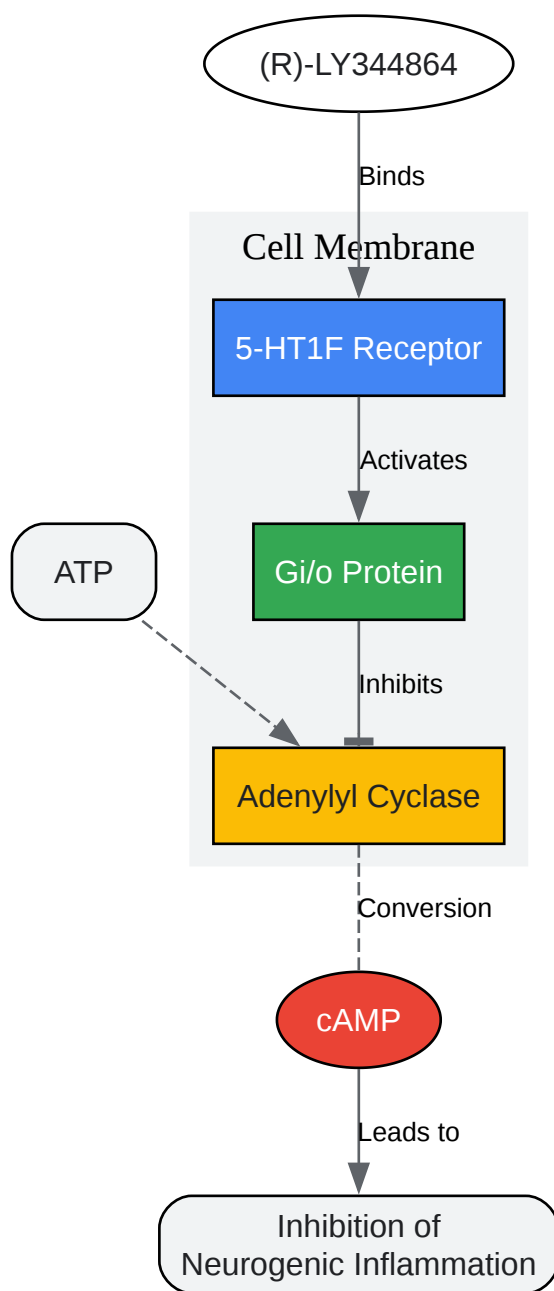 (R)-LY344864
Binds
Cell Membrane
5-HT1F Receptor
Activates
ATP
Gi/o Protein
Inhibits
Adenylyl Cyclase
Conversion
cAMP
Leads to
Inhibition of
Neurogenic Inflammation